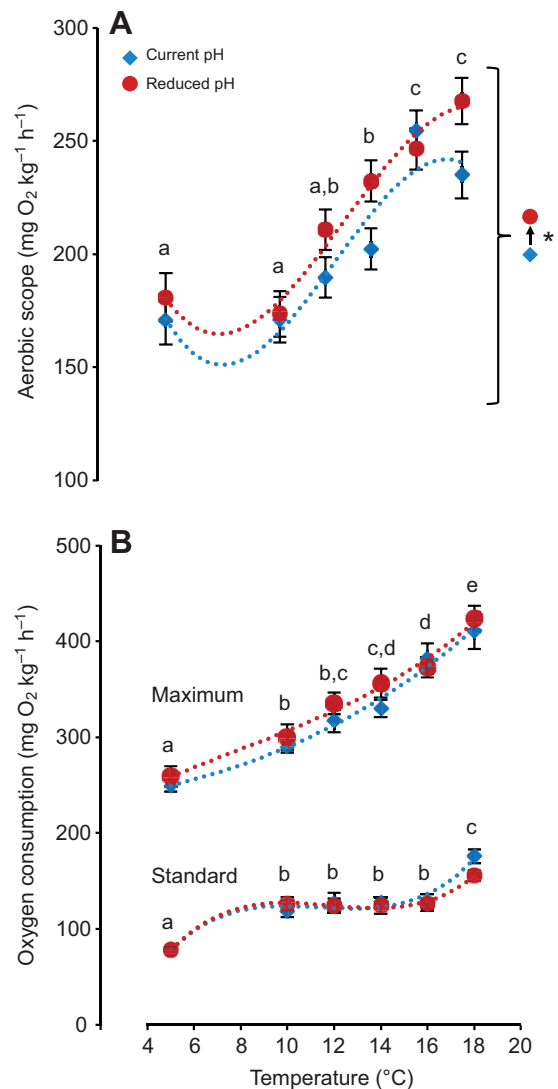 A
Current pH
Reduced pH
Aerobic scope (mg O₂ kg⁻¹ h⁻¹)
300
250
200
150
100
a
a
a,b
b
c
c
*
B
Oxygen consumption (mg O₂ kg⁻¹ h⁻¹)
500
400
300
200
100
0
Maximum
a
b
b,c
c,d
d
e
Standard
a
b
b
b
b
c
4 6 8 10 12 14 16 18 20
Temperature (°C)